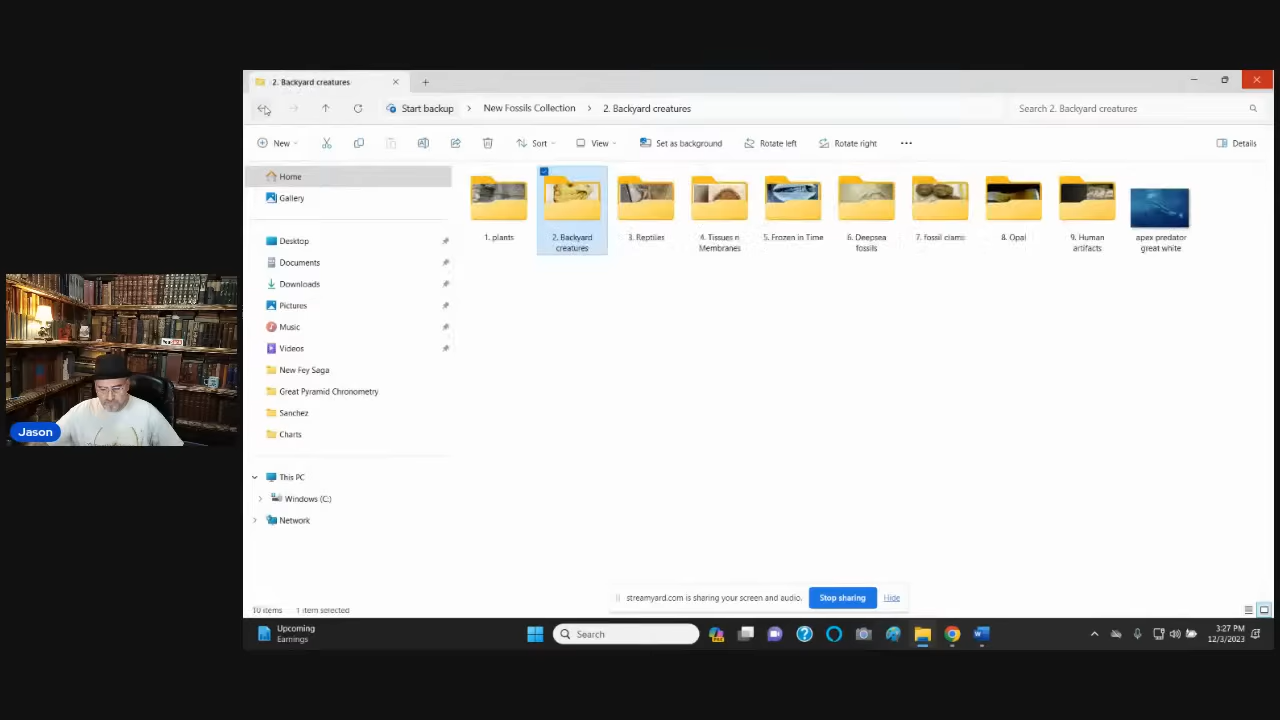 2. Backyard creatures
Start backup > New Fossils Collection > 2. Backyard creatures
Search 2. Backyard creatures
New
Sort
View
Set as background
Rotate left
Rotate right
Details
Home
Gallery
Desktop
Documents
Downloads
Pictures
Music
Videos
New Fey Saga
Great Pyramid Chronometry
Sanchez
Charts
This PC
Windows (C:)
Network
1. plants
2. Backyard
creatures
3. Reptiles
4. Tissues n
Membranes
5. Frozen in Time
6. Deepsea
fossils
7. fossil clams
8. Opal
9. Human
artifacts
apex predator
great white
Jason
10 items
1 item selected
streamyard.com is sharing your screen and audio.
Stop sharing
Hide
Upcoming
Earnings
Search
3:27 PM
12/3/2023